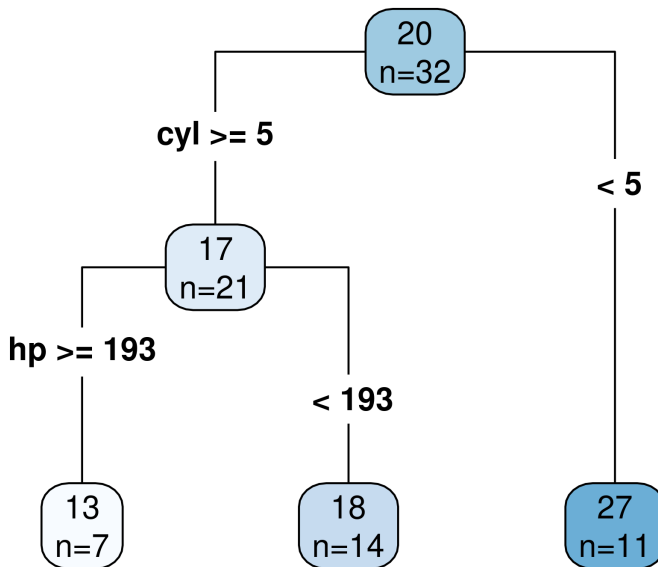 20
n=32
cyl >= 5
< 5
17
n=21
hp >= 193
< 193
13
n=7
18
n=14
27
n=11